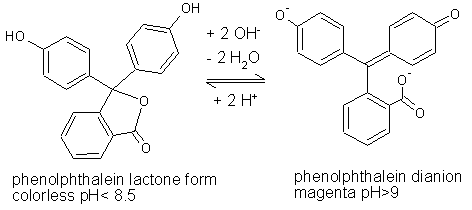 OH
HO
O
O
+ 2 OH⁻
- 2 H₂O
+ 2 H⁺
O⁻
O
O⁻
O
phenolphthalein lactone form
colorless pH< 8.5
phenolphthalein dianion
magenta pH>9